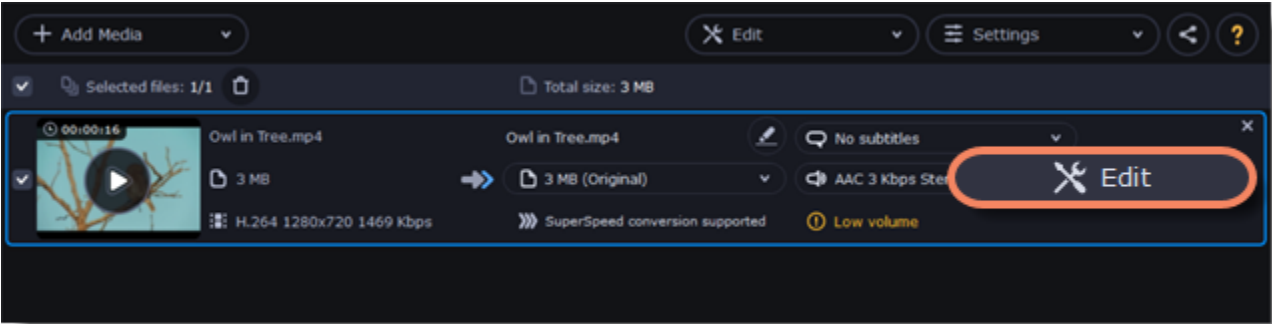 + Add Media
Edit
Settings
?
Selected files: 1/1
Total size: 3 MB
00:00:16
Owl in Tree.mp4
Owl in Tree.mp4
No subtitles
3 MB
3 MB (Original)
AAC 3 Kbps
Edit
H.264 1280x720 1469 Kbps
SuperSpeed conversion supported
Low volume